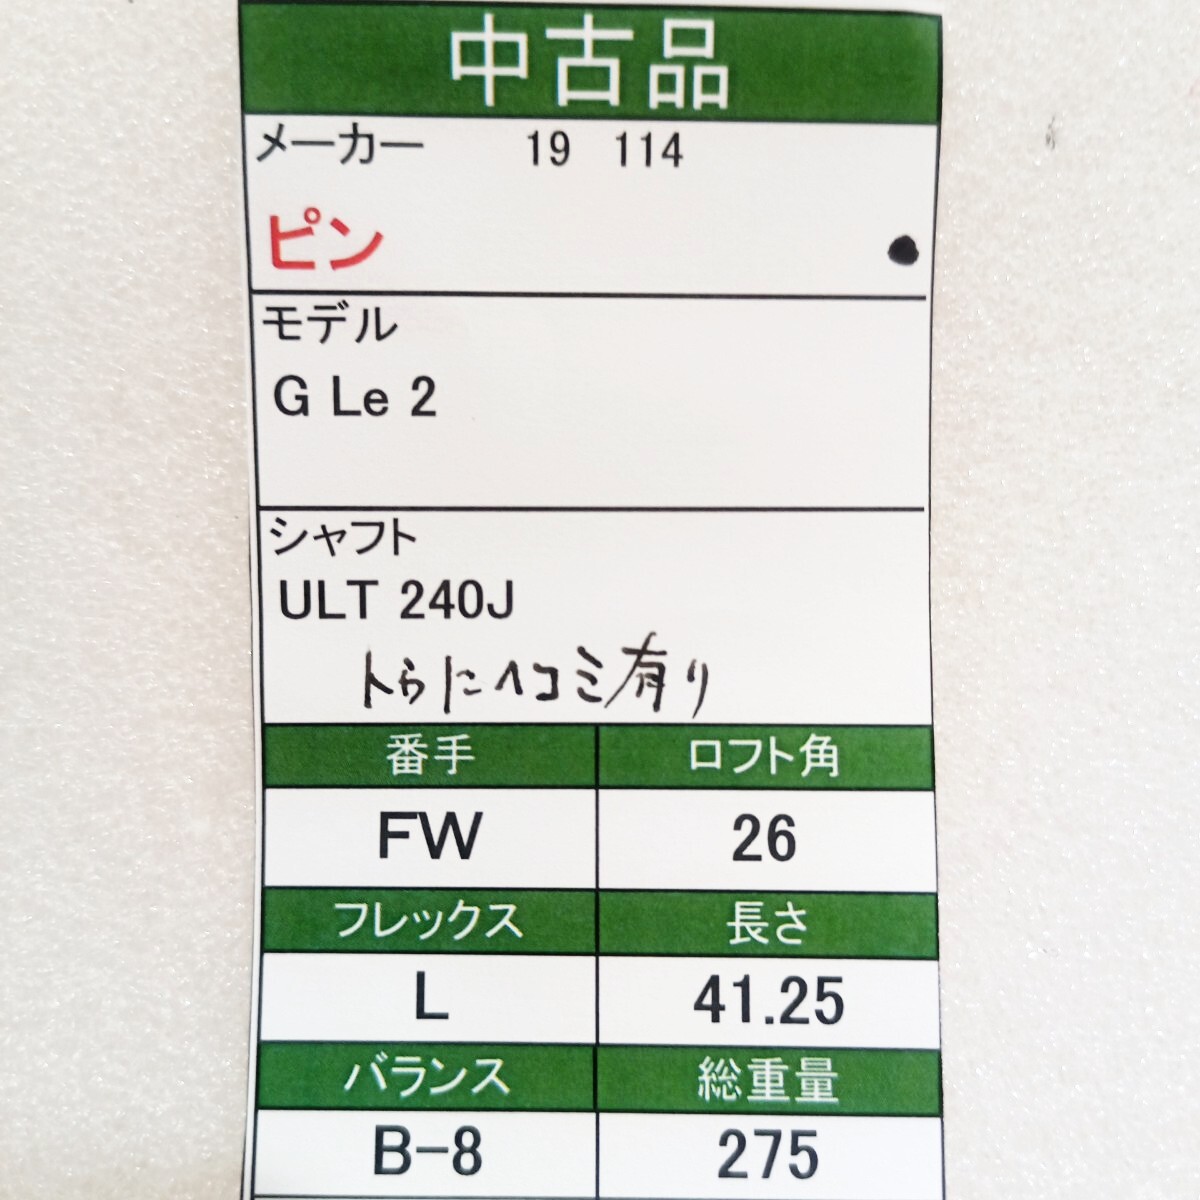 中古品
メーカー 19 114
ピン
モデル
G Le 2
シャフト
ULT 240J
にヘコミ有り
番手 ロフト角
FW 26
フレックス 長さ
L 41.25
バランス 総重量
B-8 275